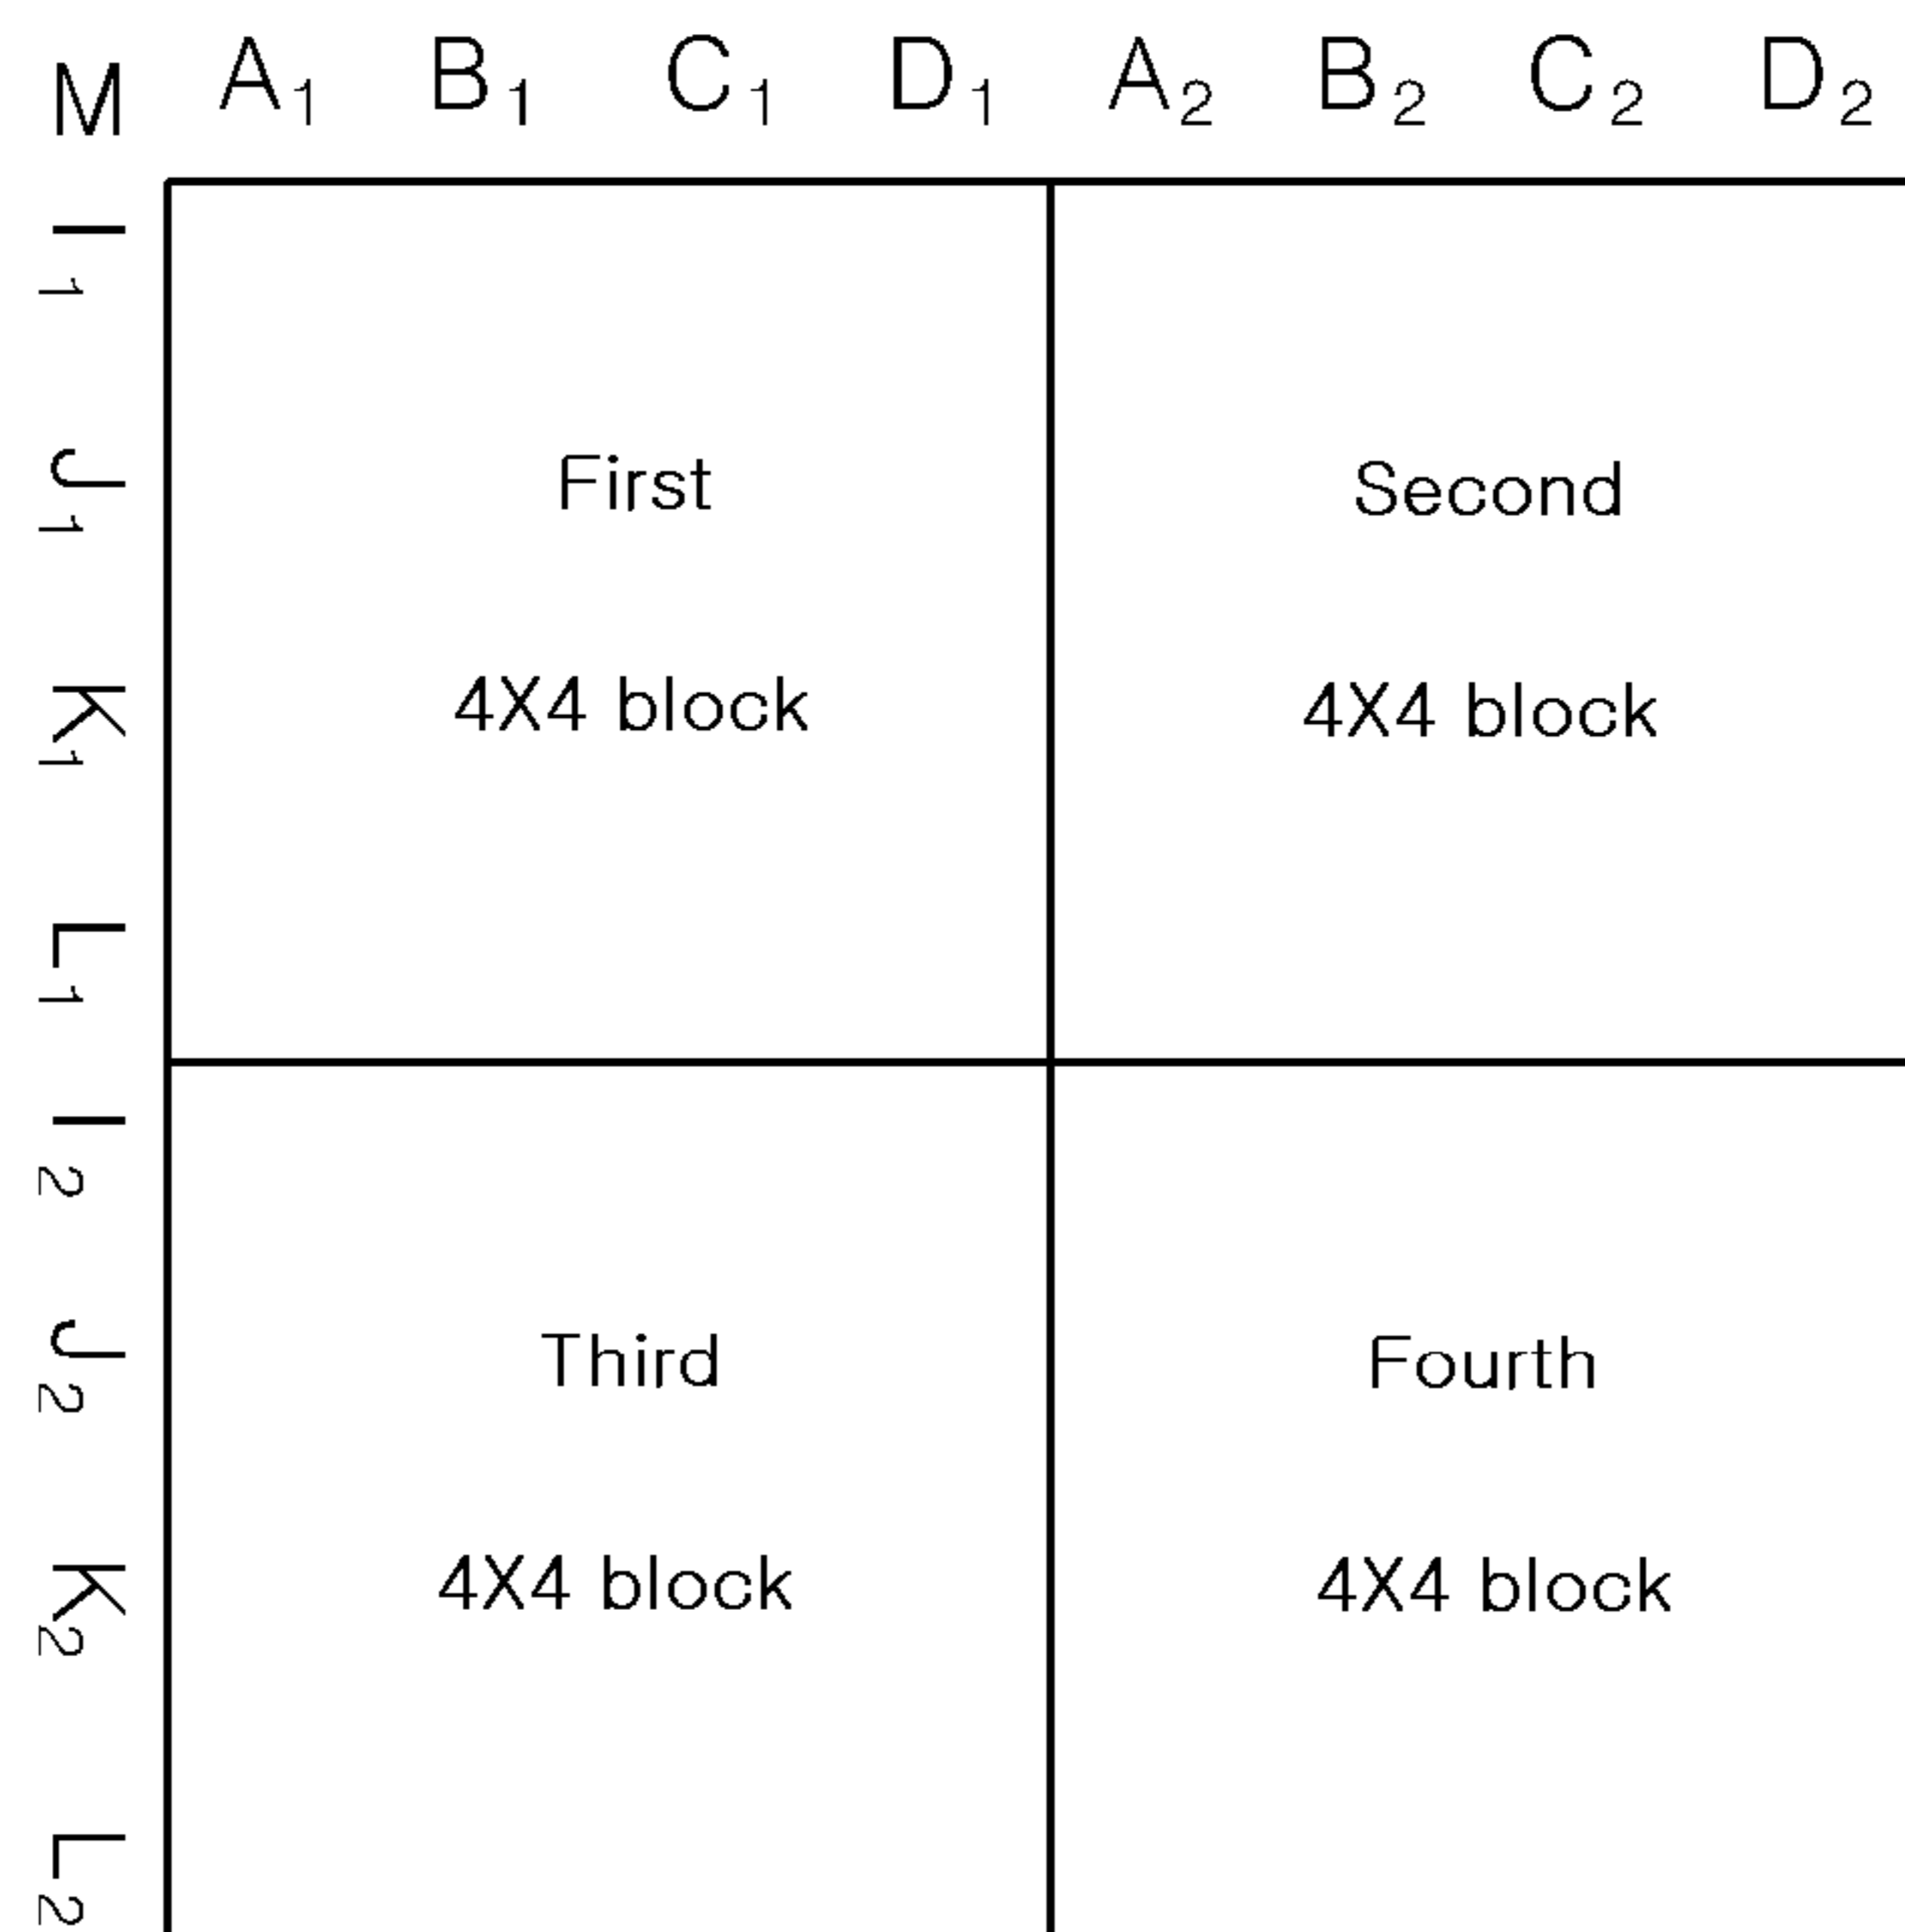 M A₁ B₁ C₁ D₁ A₂ B₂ C₂ D₂
I₁
J₁
First Second
K₁
4X4 block 4X4 block
L₁
I₂
J₂
Third Fourth
K₂
4X4 block 4X4 block
L₂